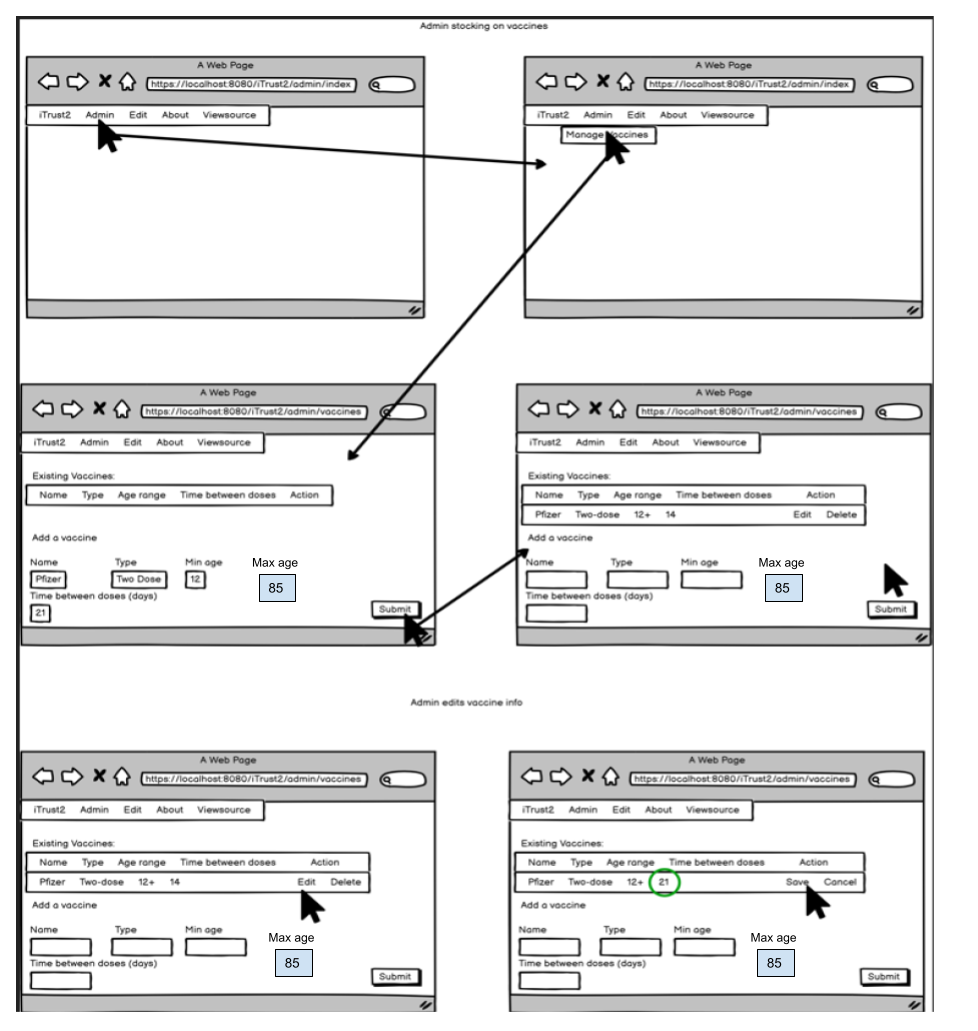 Admin stocking on vaccines
A Web Page
https://localhost:8080/iTrust2/admin/index
iTrust2 Admin Edit About Viewsource
A Web Page
https://localhost:8080/iTrust2/admin/index
iTrust2 Admin Edit About Viewsource
Manage Vaccines
A Web Page
https://localhost:8080/iTrust2/admin/vaccines
iTrust2 Admin Edit About Viewsource
Existing Vaccines:
Name Type Age range Time between doses Action
Add a vaccine
Name Type Min age Max age
Pfizer Two Dose 12 85
Time between doses (days)
21
Submit
A Web Page
https://localhost:8080/iTrust2/admin/vaccines
iTrust2 Admin Edit About Viewsource
Existing Vaccines:
Name Type Age range Time between doses Action
Pfizer Two-dose 12+ 14 Edit Delete
Add a vaccine
Name Type Min age Max age
85
Time between doses (days)
Submit
Admin edits vaccine info
A Web Page
https://localhost:8080/iTrust2/admin/vaccines
iTrust2 Admin Edit About Viewsource
Existing Vaccines:
Name Type Age range Time between doses Action
Pfizer Two-dose 12+ 14 Edit Delete
Add a vaccine
Name Type Min age Max age
85
Time between doses (days)
Submit
A Web Page
https://localhost:8080/iTrust2/admin/vaccines
iTrust2 Admin Edit About Viewsource
Existing Vaccines:
Name Type Age range Time between doses Action
Pfizer Two-dose 12+ 21 Save Cancel
Add a vaccine
Name Type Min age Max age
85
Time between doses (days)
Submit